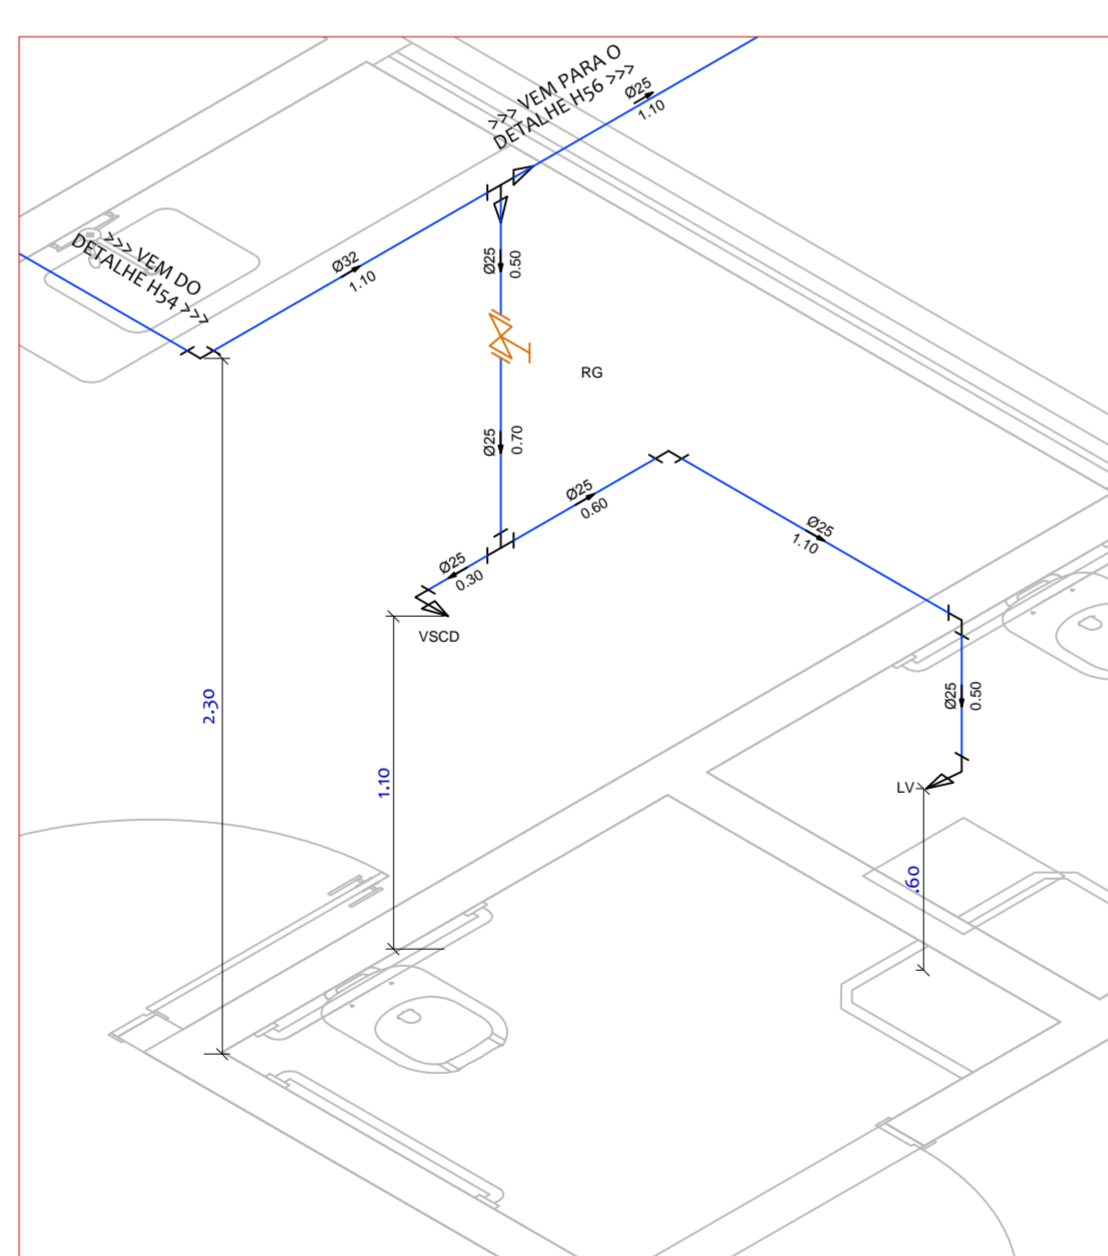 >>> VEM PARA O
DETALHE H56 >>>
Ø25
1.10
>>> VEM DO
DETALHE H54 >>>
Ø32
1.10
Ø25
0.50
RG
Ø25
0.70
Ø25
0.60
Ø25
1.10
Ø25
0.30
VSCD
2.30
1.10
Ø25
0.50
LV
.60